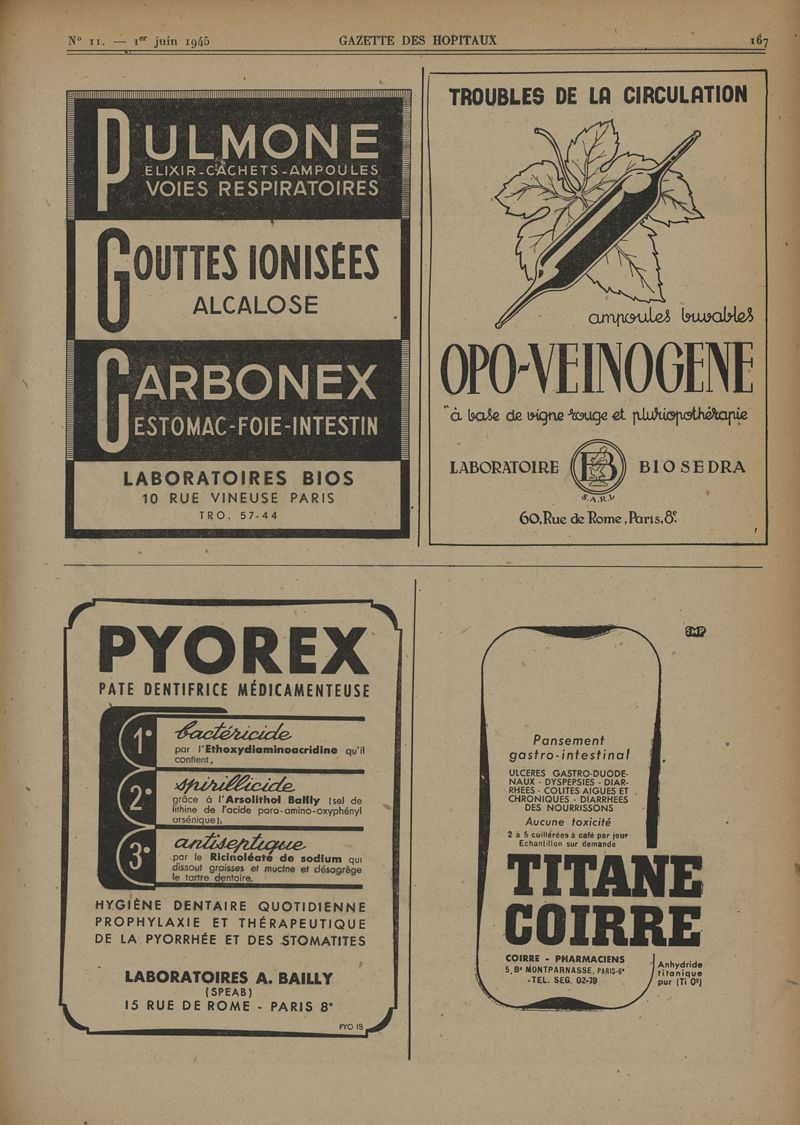 N° 11. — 1er juin 1945 GAZETTE DES HOPITAUX 167
PULMONE
ELIXIR-CACHETS-AMPOULES
VOIES RESPIRATOIRES
GOUTTES IONISÉES
ALCALOSE
CARBONEX
ESTOMAC-FOIE-INTESTIN
LABORATOIRES BIOS
10 RUE VINEUSE PARIS
TRO. 57-44
TROUBLES DE LA CIRCULATION
ampoules buvables
OPO-VEINOGENE
"à base de vigne rouge et pluriopothérapie
LABORATOIRE B BIOSEDRA
S.A.R.L
60, Rue de Rome, Paris, 8e.
PYOREX
PATE DENTIFRICE MÉDICAMENTEUSE
1° bactéricide
par l'Ethoxydiaminoacridine qu'il
contient.
2° spirillicide
grâce à l'Arsolithol Bailly (sel de
lithine de l'acide para-amino-oxyphényl
arsénique),
3° antiseptique
par le Ricinoléate de sodium qui
dissout graisses et mucine et désagrège
le tartre dentaire.
HYGIÈNE DENTAIRE QUOTIDIENNE
PROPHYLAXIE ET THÉRAPEUTIQUE
DE LA PYORRHÉE ET DES STOMATITES
LABORATOIRES A. BAILLY
(SPEAB)
15 RUE DE ROME - PARIS 8e
PYO 18
SMP
Pansement
gastro-intestinal
ULCERES GASTRO-DUODE-
NAUX - DYSPEPSIES - DIAR-
RHEES - COLITES AIGUES ET
CHRONIQUES - DIARRHEES
DES NOURRISSONS
Aucune toxicité
2 à 5 cuillérées à café par jour
Echantillon sur demande
TITANE
COIRRE
COIRRE - PHARMACIENS
5, Bd MONTPARNASSE, PARIS-6e
TEL. SEG. 02-79
Anhydride
titanique
pur (Ti O2)